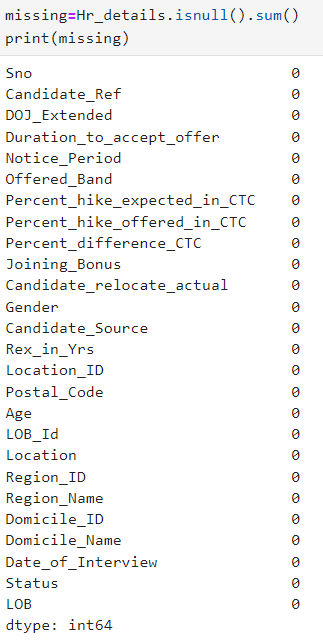 missing=Hr_details.isnull().sum()
print(missing)
Sno 0
Candidate_Ref 0
DOJ_Extended 0
Duration_to_accept_offer 0
Notice_Period 0
Offered_Band 0
Percent_hike_expected_in_CTC 0
Percent_hike_offered_in_CTC 0
Percent_difference_CTC 0
Joining_Bonus 0
Candidate_relocate_actual 0
Gender 0
Candidate_Source 0
Rex_in_Yrs 0
Location_ID 0
Postal_Code 0
Age 0
LOB_Id 0
Location 0
Region_ID 0
Region_Name 0
Domicile_ID 0
Domicile_Name 0
Date_of_Interview 0
Status 0
LOB 0
dtype: int64